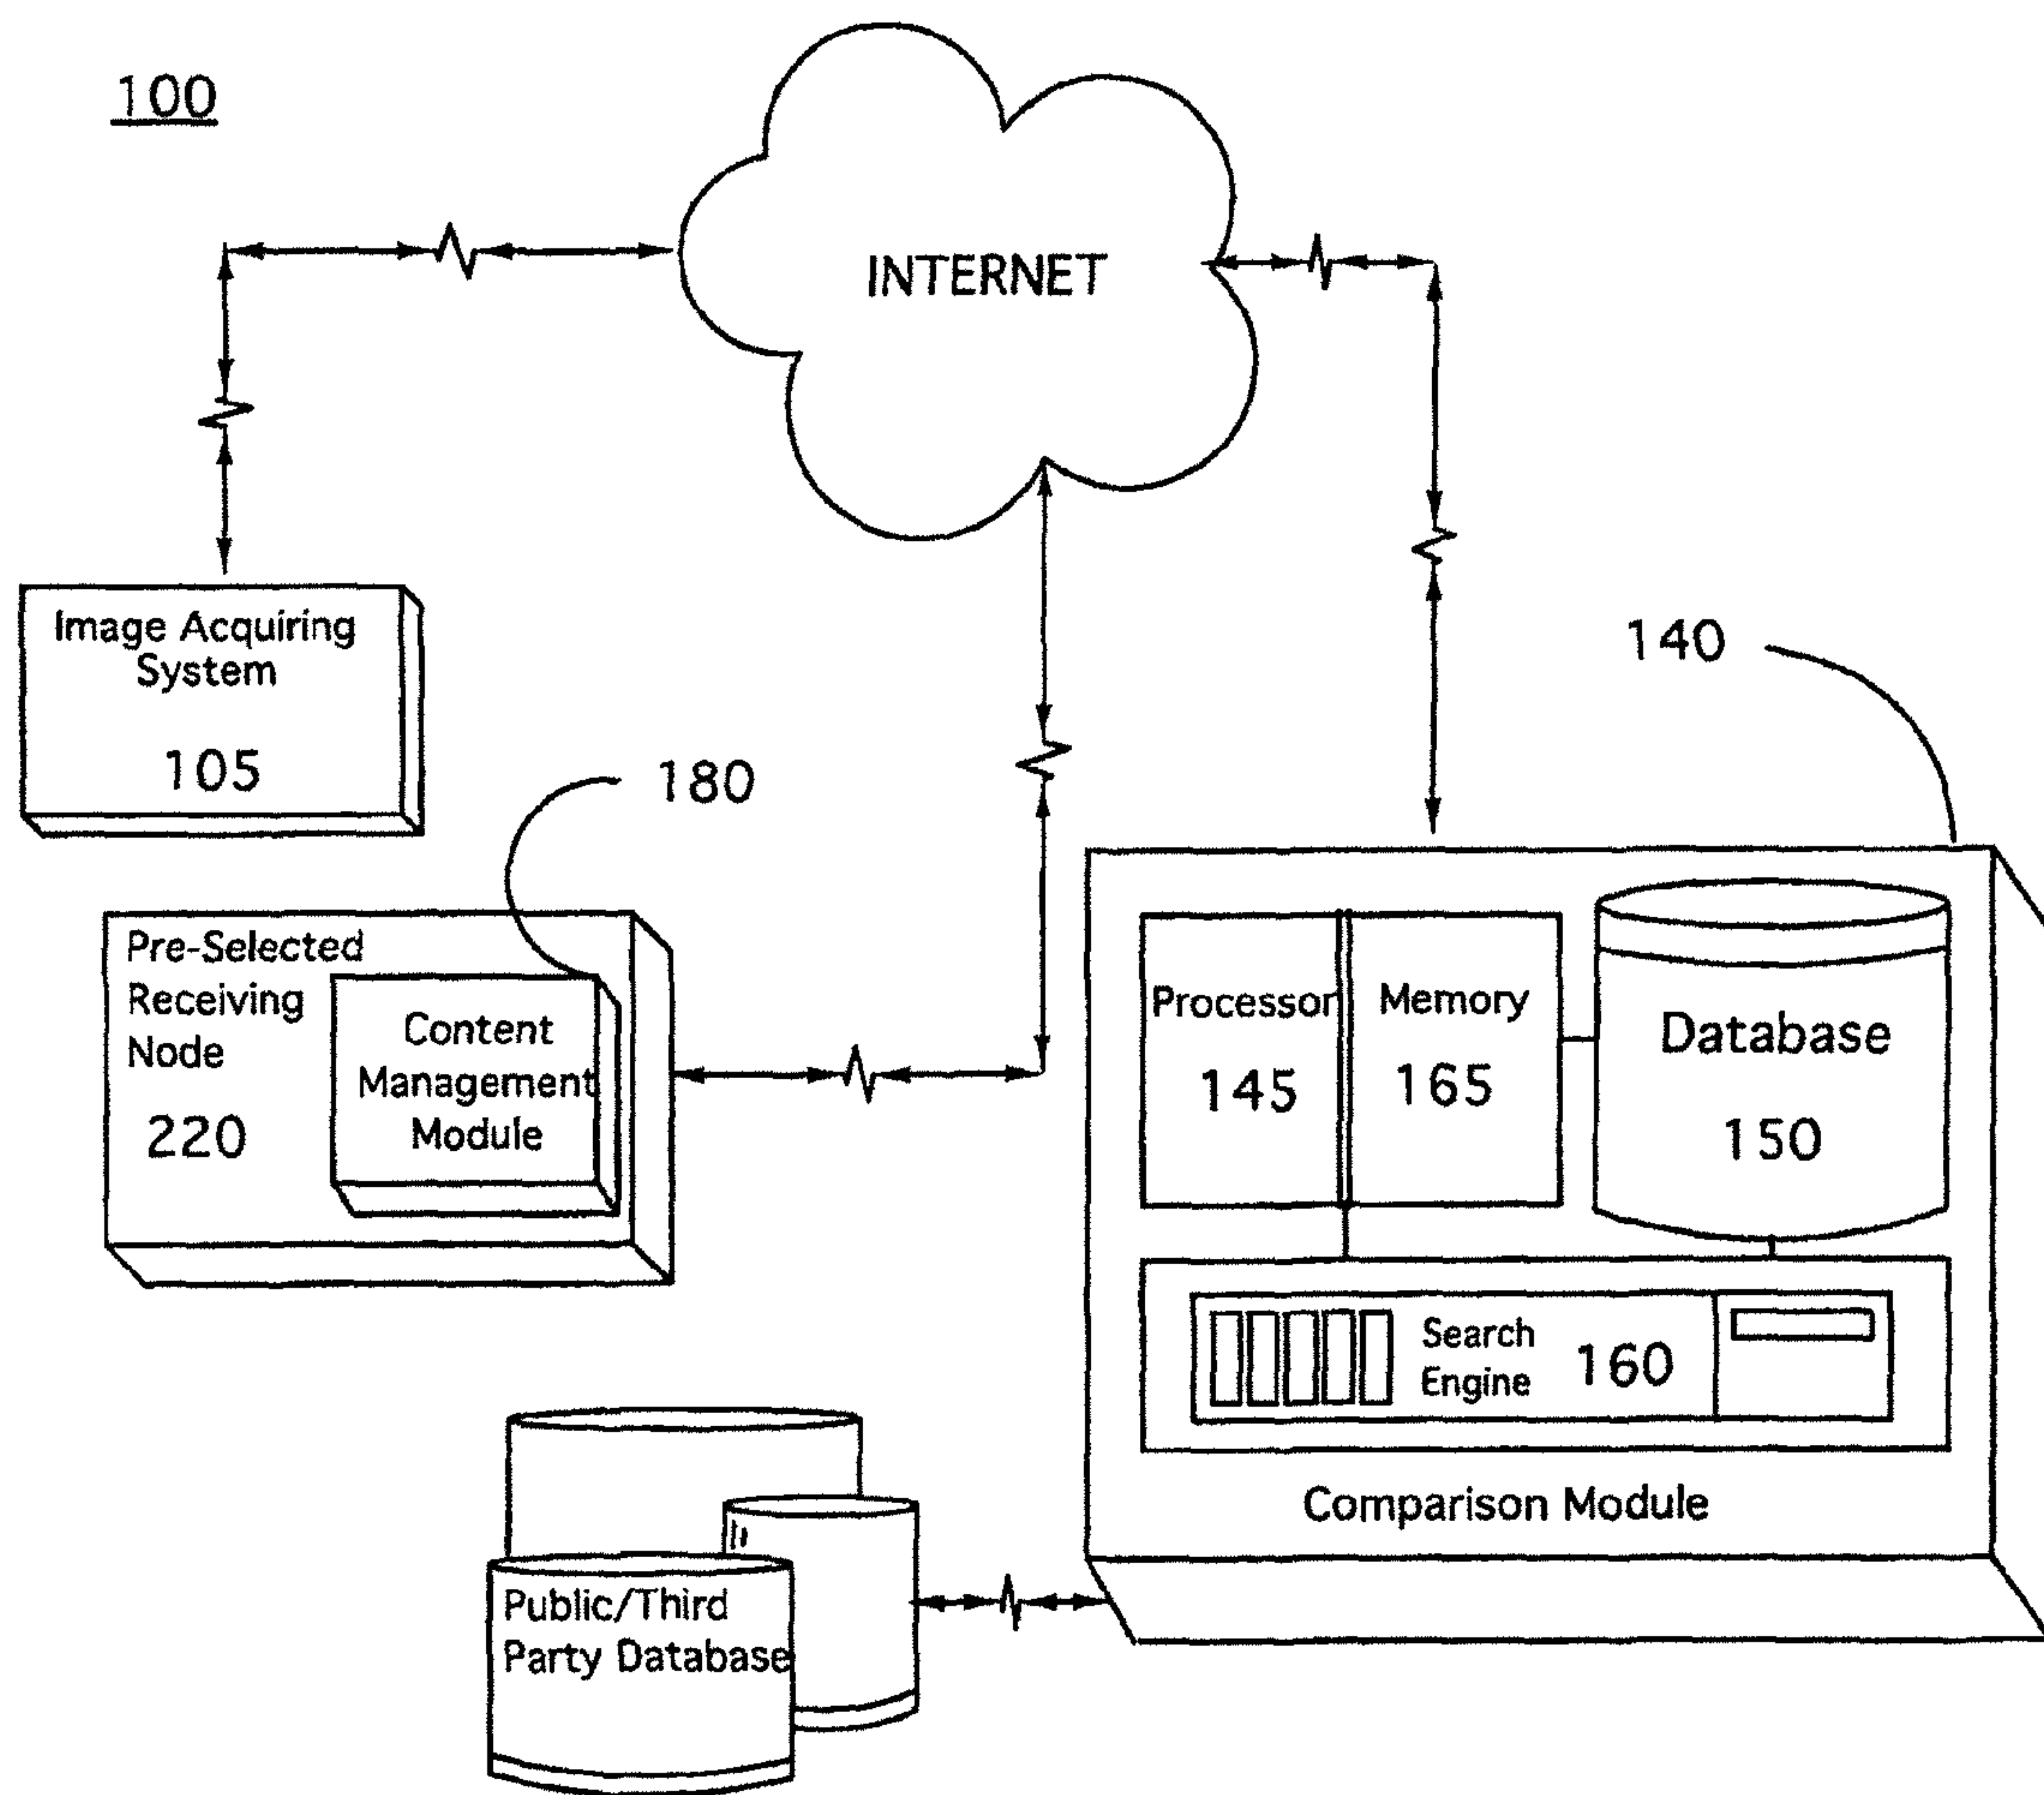 100
INTERNET
Image Acquiring
System
105
140
180
Pre-Selected
Receiving
Node
220
Content
Management
Module
Processor
145
Memory
165
Database
150
Search
Engine
160
Comparison Module
Public/Third
Party Database